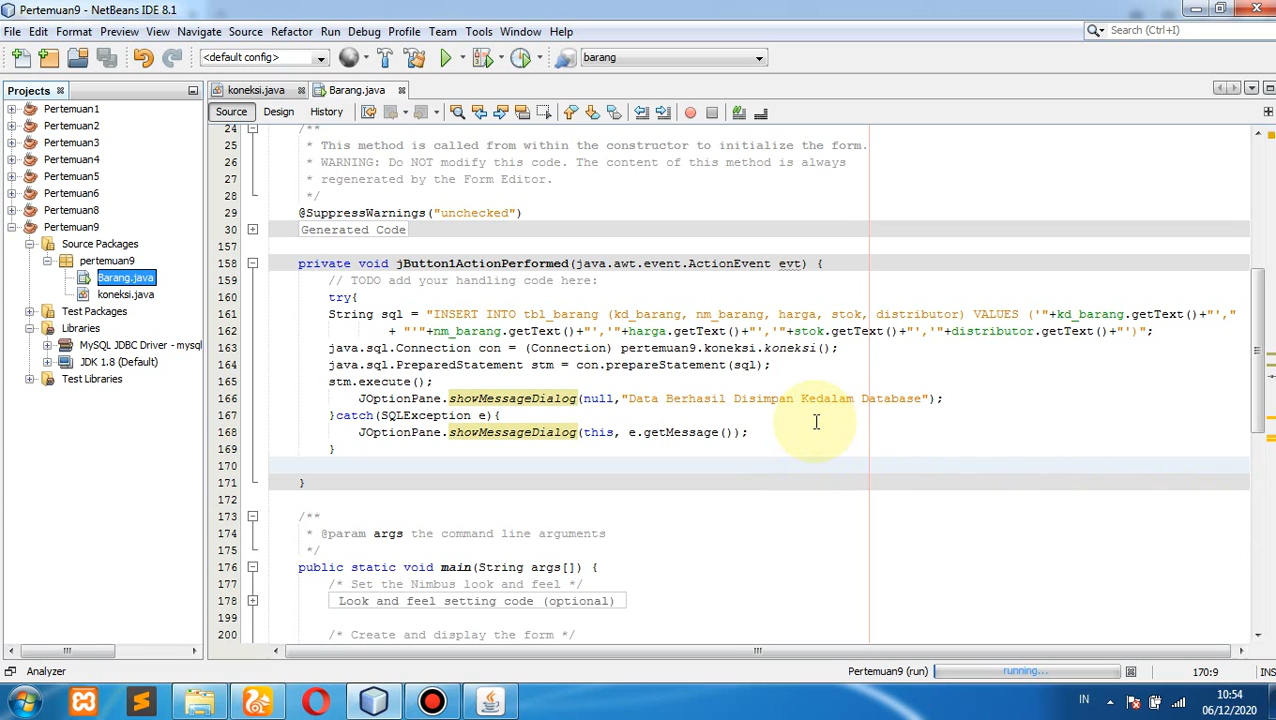 Pertemuan9 - NetBeans IDE 8.1
File Edit Format Preview View Navigate Source Refactor Run Debug Profile Team Tools Window Help
Search (Ctrl+I)
<default config>
barang
Projects
koneksi.java
Barang.java
Source Design History
Pertemuan1
Pertemuan2
Pertemuan3
Pertemuan4
Pertemuan5
Pertemuan6
Pertemuan8
Pertemuan9
Source Packages
pertemuan9
Barang.java
koneksi.java
Test Packages
Libraries
MySQL JDBC Driver - mysql
JDK 1.8 (Default)
Test Libraries
24 /**
25 * This method is called from within the constructor to initialize the form.
26 * WARNING: Do NOT modify this code. The content of this method is always
27 * regenerated by the Form Editor.
28 */
29 @SuppressWarnings("unchecked")
30 Generated Code
157
158 private void jButton1ActionPerformed(java.awt.event.ActionEvent evt) {
159 // TODO add your handling code here:
160 try{
161 String sql = "INSERT INTO tbl_barang (kd_barang, nm_barang, harga, stok, distributor) VALUES ('"+kd_barang.getText()+"',"
162 + "'"+nm_barang.getText()+"','"+harga.getText()+"','"+stok.getText()+"','"+distributor.getText()+"')";
163 java.sql.Connection con = (Connection) pertemuan9.koneksi.koneksi();
164 java.sql.PreparedStatement stm = con.prepareStatement(sql);
165 stm.execute();
166 JOptionPane.showMessageDialog(null,"Data Berhasil Disimpan Kedalam Database");
167 }catch(SQLException e){
168 JOptionPane.showMessageDialog(this, e.getMessage());
169 }
170
171 }
172
173 /**
174 * @param args the command line arguments
175 */
176 public static void main(String args[]) {
177 /* Set the Nimbus look and feel */
178 Look and feel setting code (optional)
199
200 /* Create and display the form */
Analyzer
Pertemuan9 (run)
running...
170:9
INS
IN
10:54
06/12/2020